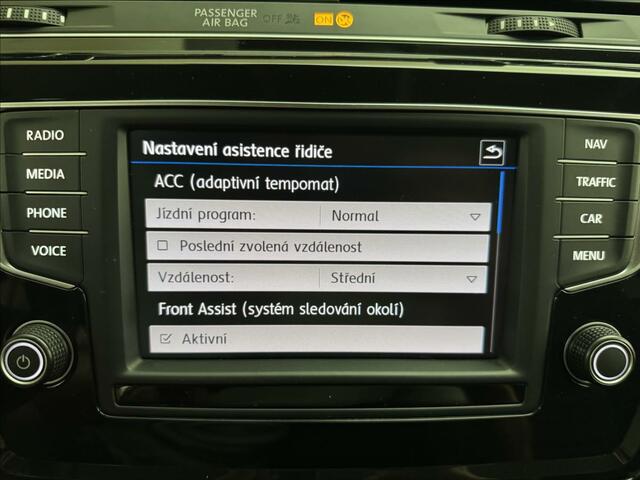 PASSENGER
AIR BAG OFF ON
RADIO
MEDIA
PHONE
VOICE
Nastavení asistence řidiče
ACC (adaptivní tempomat)
Jízdní program: Normal
Poslední zvolená vzdálenost
Vzdálenost: Střední
Front Assist (systém sledování okolí)
Aktivní
NAV
TRAFFIC
CAR
MENU